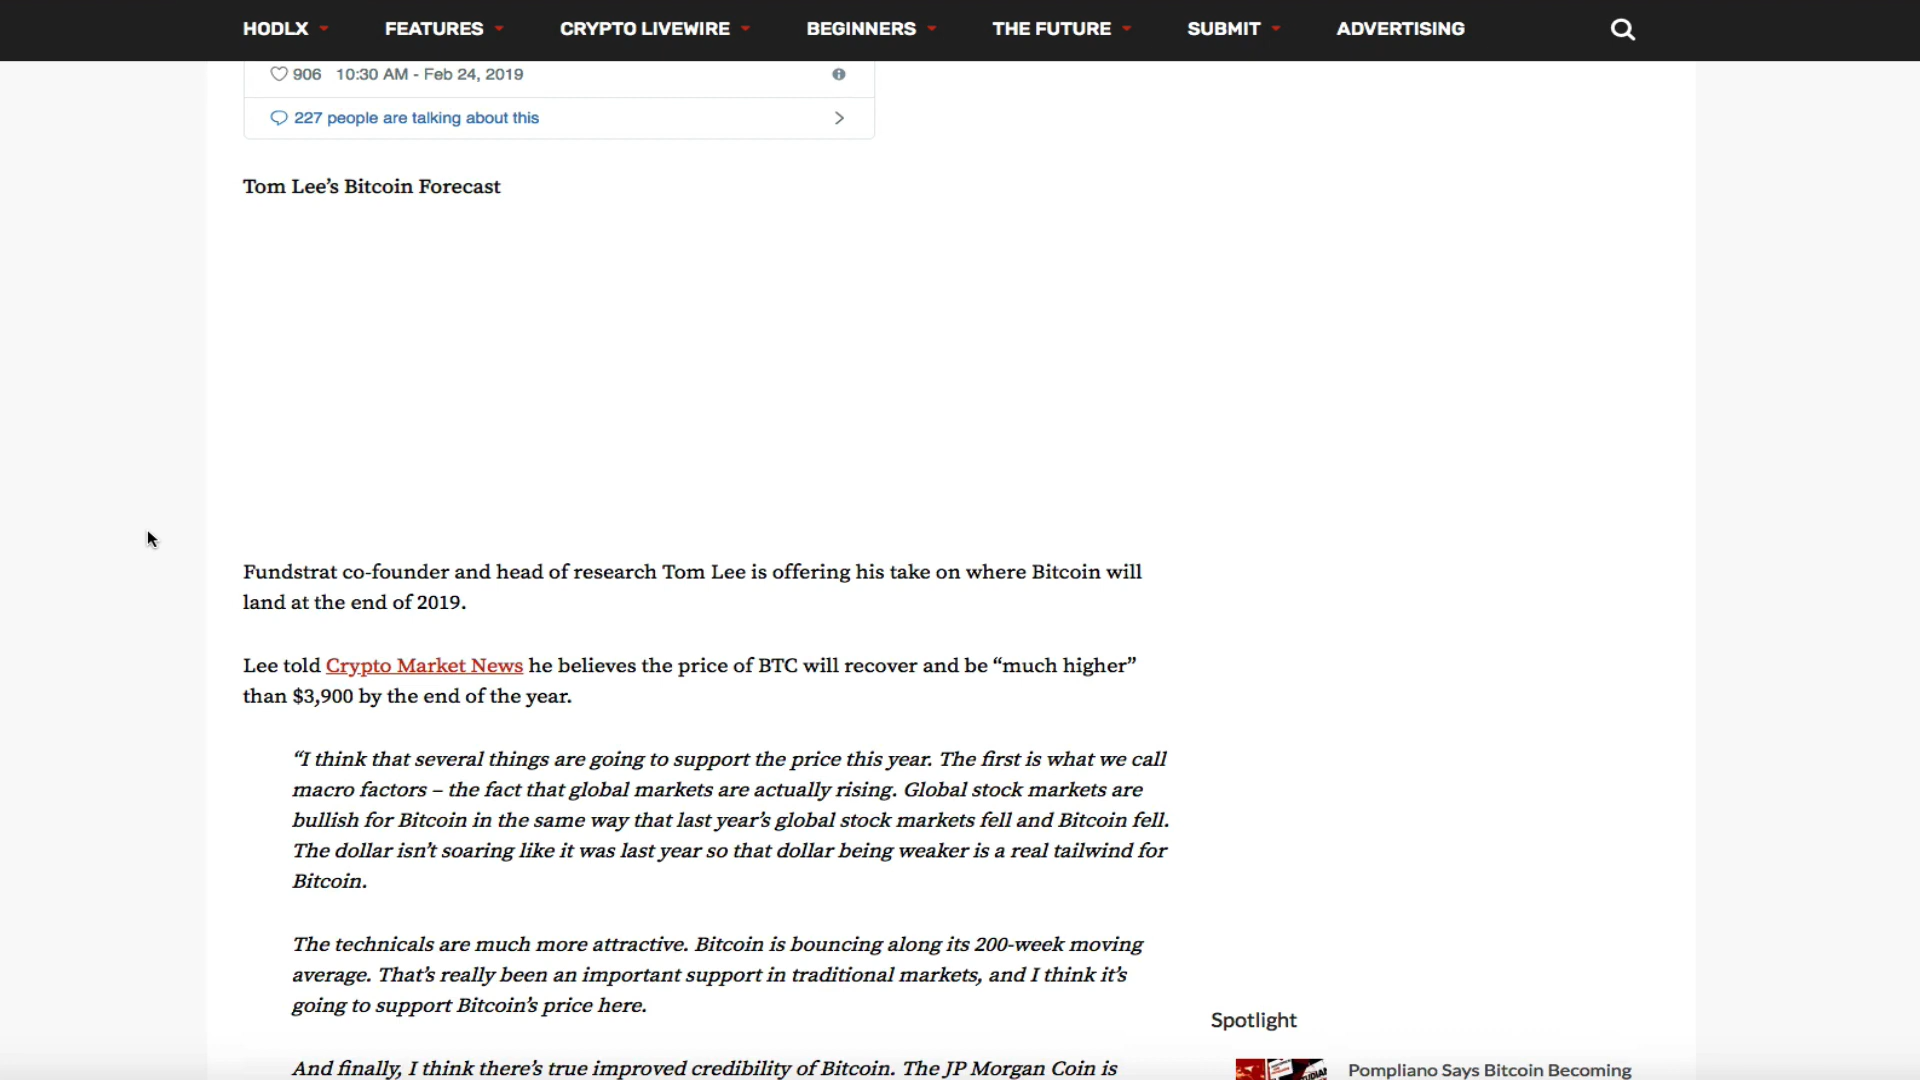 HODLX FEATURES CRYPTO LIVEWIRE BEGINNERS THE FUTURE SUBMIT ADVERTISING
906 10:30 AM - Feb 24, 2019
227 people are talking about this
Tom Lee’s Bitcoin Forecast
Fundstrat co-founder and head of research Tom Lee is offering his take on where Bitcoin will
land at the end of 2019.
Lee told Crypto Market News he believes the price of BTC will recover and be “much higher”
than $3,900 by the end of the year.
“I think that several things are going to support the price this year. The first is what we call
macro factors – the fact that global markets are actually rising. Global stock markets are
bullish for Bitcoin in the same way that last year’s global stock markets fell and Bitcoin fell.
The dollar isn’t soaring like it was last year so that dollar being weaker is a real tailwind for
Bitcoin.
The technicals are much more attractive. Bitcoin is bouncing along its 200-week moving
average. That’s really been an important support in traditional markets, and I think it’s
going to support Bitcoin’s price here.
And finally, I think there’s true improved credibility of Bitcoin. The JP Morgan Coin is
Spotlight
Pompliano Says Bitcoin Becoming